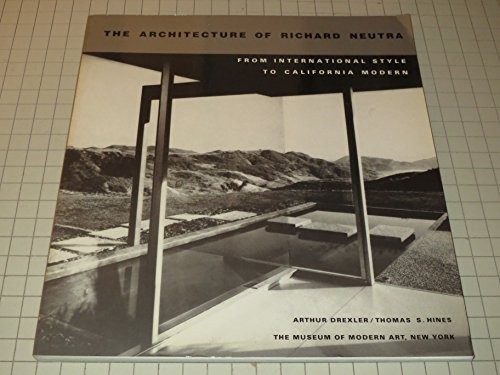 THE ARCHITECTURE OF RICHARD NEUTRA
FROM INTERNATIONAL STYLE
TO CALIFORNIA MODERN
ARTHUR DREXLER/THOMAS S. HINES
THE MUSEUM OF MODERN ART, NEW YORK